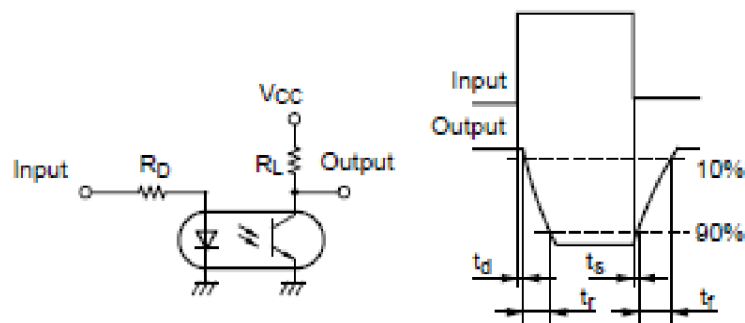 Input
RD
VCC
RL
Output
Input
Output
10%
90%
td
ts
tr
tf